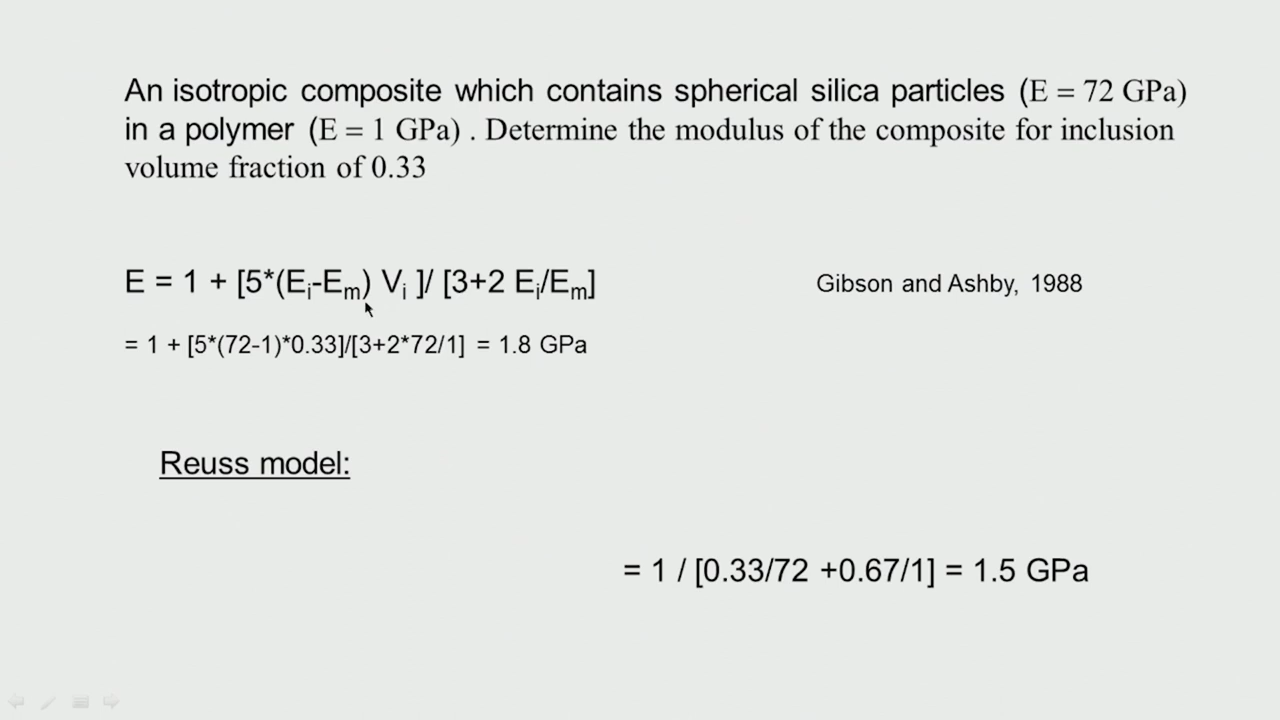 An isotropic composite which contains spherical silica particles (E = 72 GPa)
in a polymer (E = 1 GPa) . Determine the modulus of the composite for inclusion
volume fraction of 0.33
E = 1 + [5*(Ei-Em) Vi ]/ [3+2 Ei/Em]
Gibson and Ashby, 1988
= 1 + [5*(72-1)*0.33]/[3+2*72/1] = 1.8 GPa
Reuss model:
= 1 / [0.33/72 +0.67/1] = 1.5 GPa